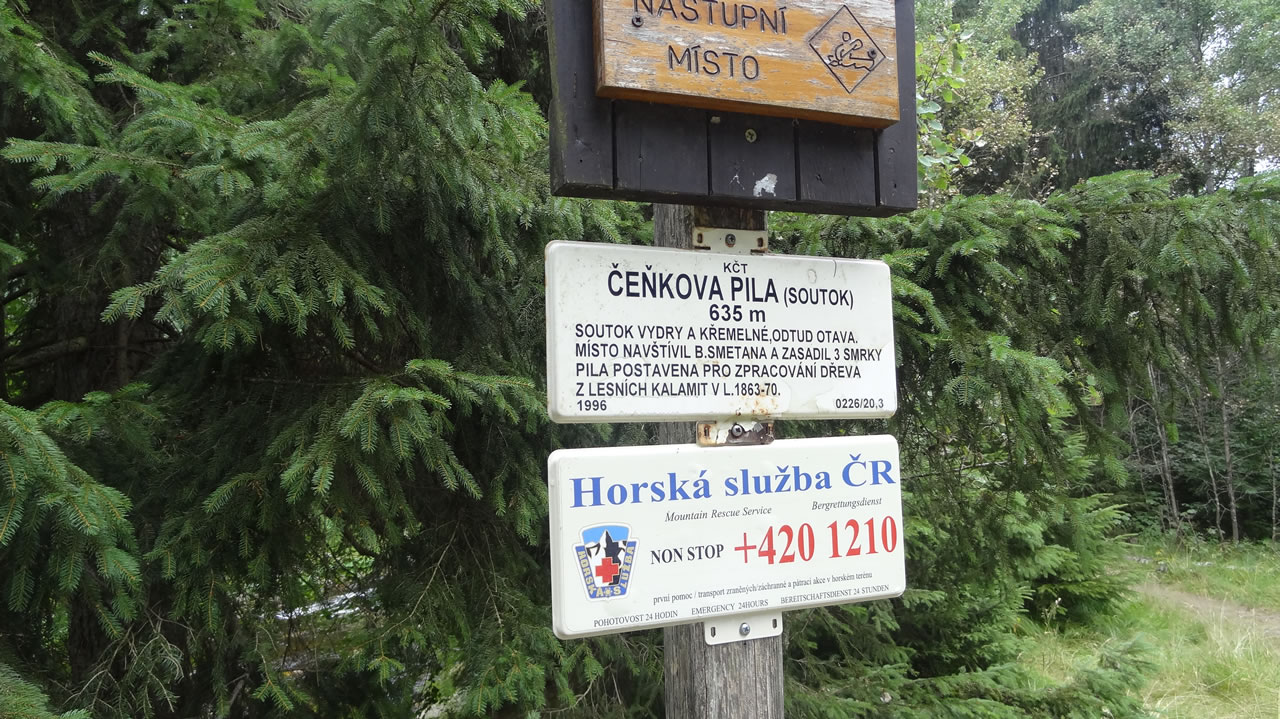 NÁSTUPNÍ
MÍSTO
KČT
ČEŇKOVA PILA (SOUTOK)
635 m
SOUTOK VYDRY A KŘEMELNÉ,ODTUD OTAVA.
MÍSTO NAVŠTÍVIL B.SMETANA A ZASADIL 3 SMRKY
PILA POSTAVENA PRO ZPRACOVÁNÍ DŘEVA
Z LESNÍCH KALAMIT V L.1863-70.
1996 0226/20,3
Horská služba ČR
Mountain Rescue Service Bergrettungsdienst
HORSKÁ SLUŽBA
NON STOP +420 1210
první pomoc / transport zraněných/záchranné a pátrací akce v horském terénu
POHOTOVOST 24 HODIN EMERGENCY 24HOURS BEREITSCHAFTSDIENST 24 STUNDEN